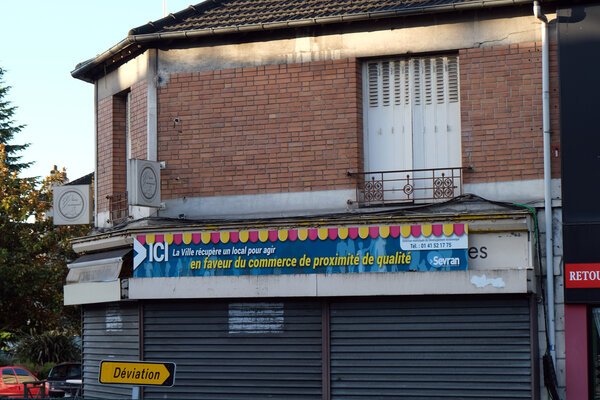 ICI La Ville récupère un local pour agir
en faveur du commerce de proximité de qualité
Tél. : 01 41 52 17 75
Sevran
es
RETOU
Déviation